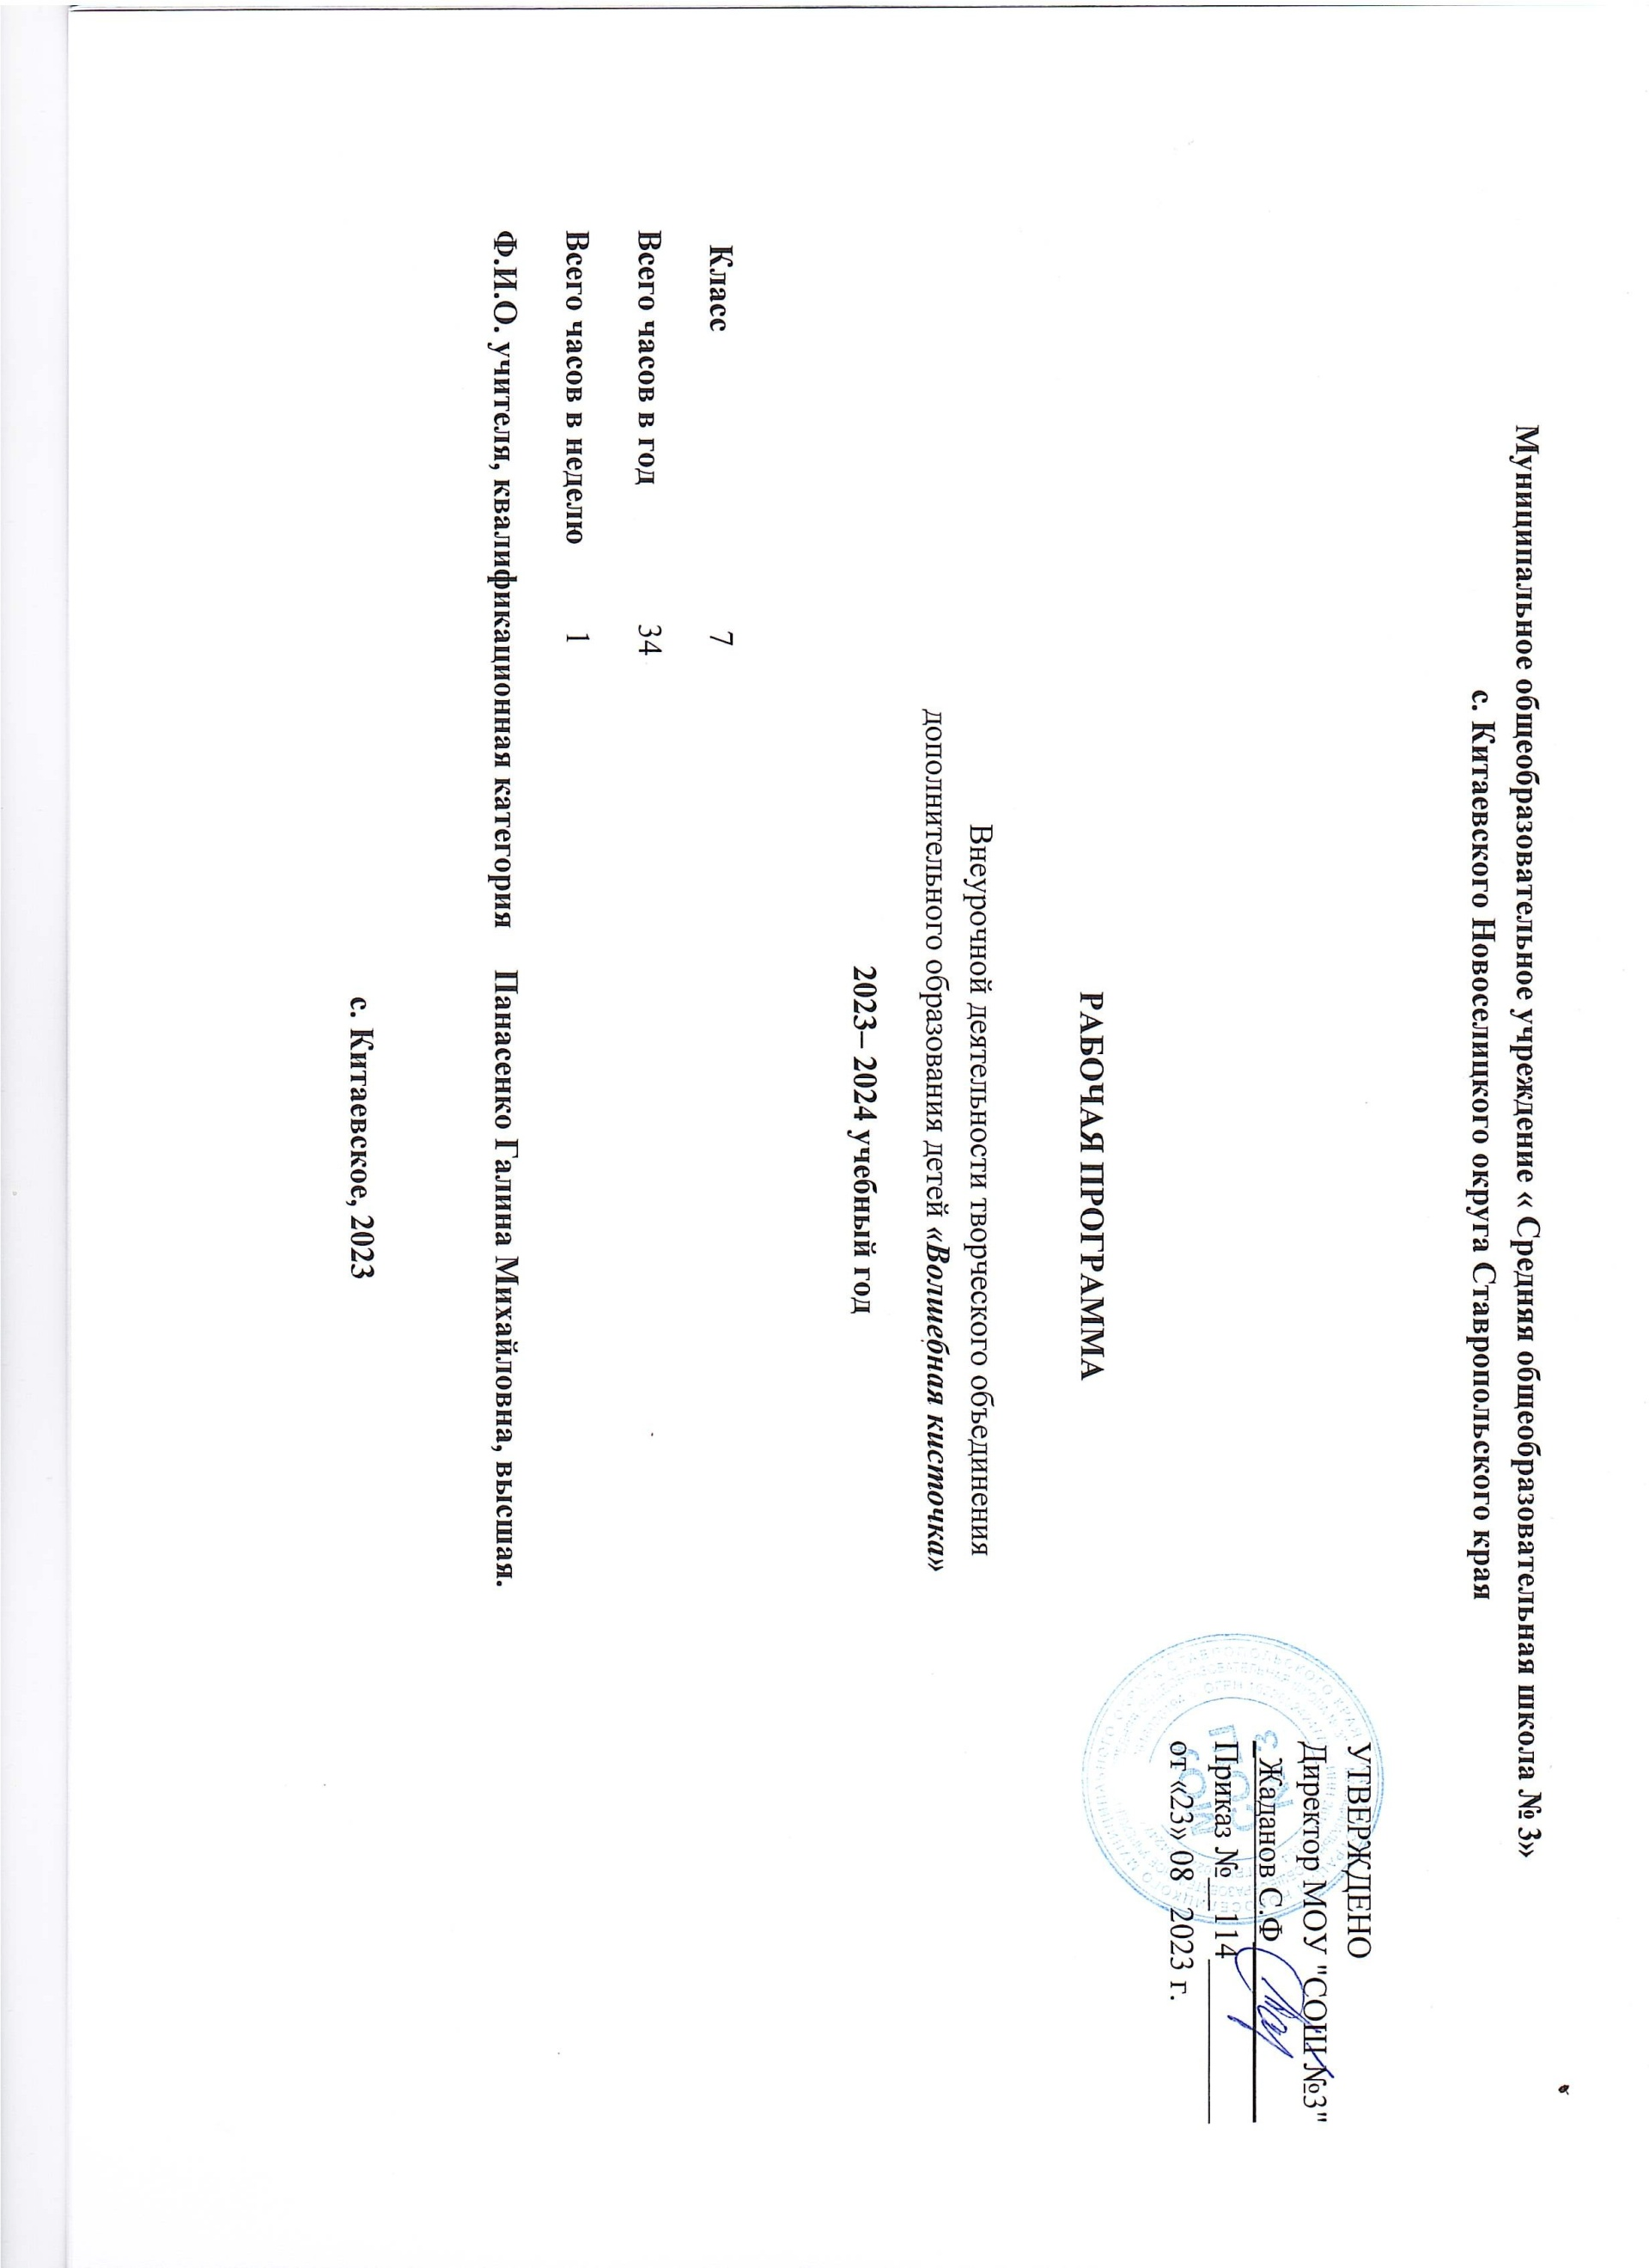 Муниципальное общеобразовательное учреждение « Средняя общеобразовательная школа № 3»
с. Китаевского Новоселицкого округа Ставропольского края
УТВЕРЖДЕНО
Директор МОУ "СОШ №3"
Жаданов С.Ф
Приказ №__ 114
от «23» 08 2023 г.
РАБОЧАЯ ПРОГРАММА
Внеурочной деятельности творческого объединения
дополнительного образования детей «Волшебная кисточка»
2023– 2024 учебный год
Класс 7
Всего часов в год 34
Всего часов в неделю 1
Ф.И.О. учителя, квалификационная категория Панасенко Галина Михайловна, высшая.
с. Китаевское, 2023